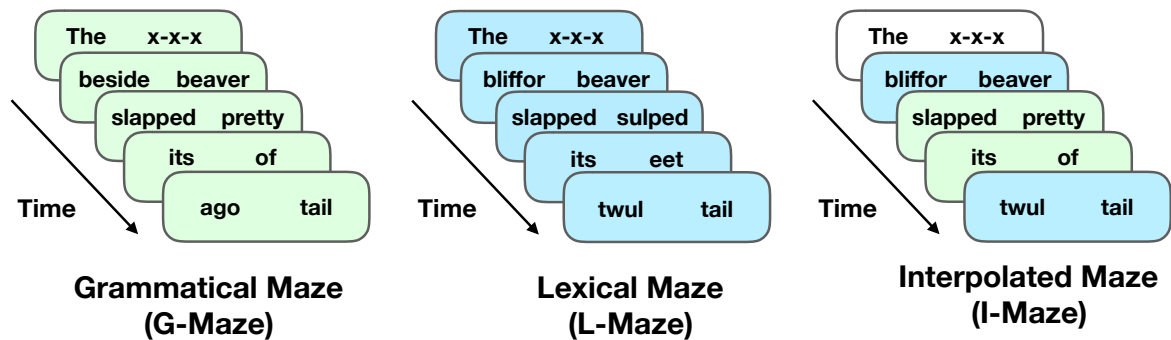 The x-x-x
beside beaver
slapped pretty
its of
ago tail
Time
Grammatical Maze
(G-Maze)
The x-x-x
bliffor beaver
slapped sulped
its eet
twul tail
Time
Lexical Maze
(L-Maze)
The x-x-x
bliffor beaver
slapped pretty
its of
twul tail
Time
Interpolated Maze
(I-Maze)